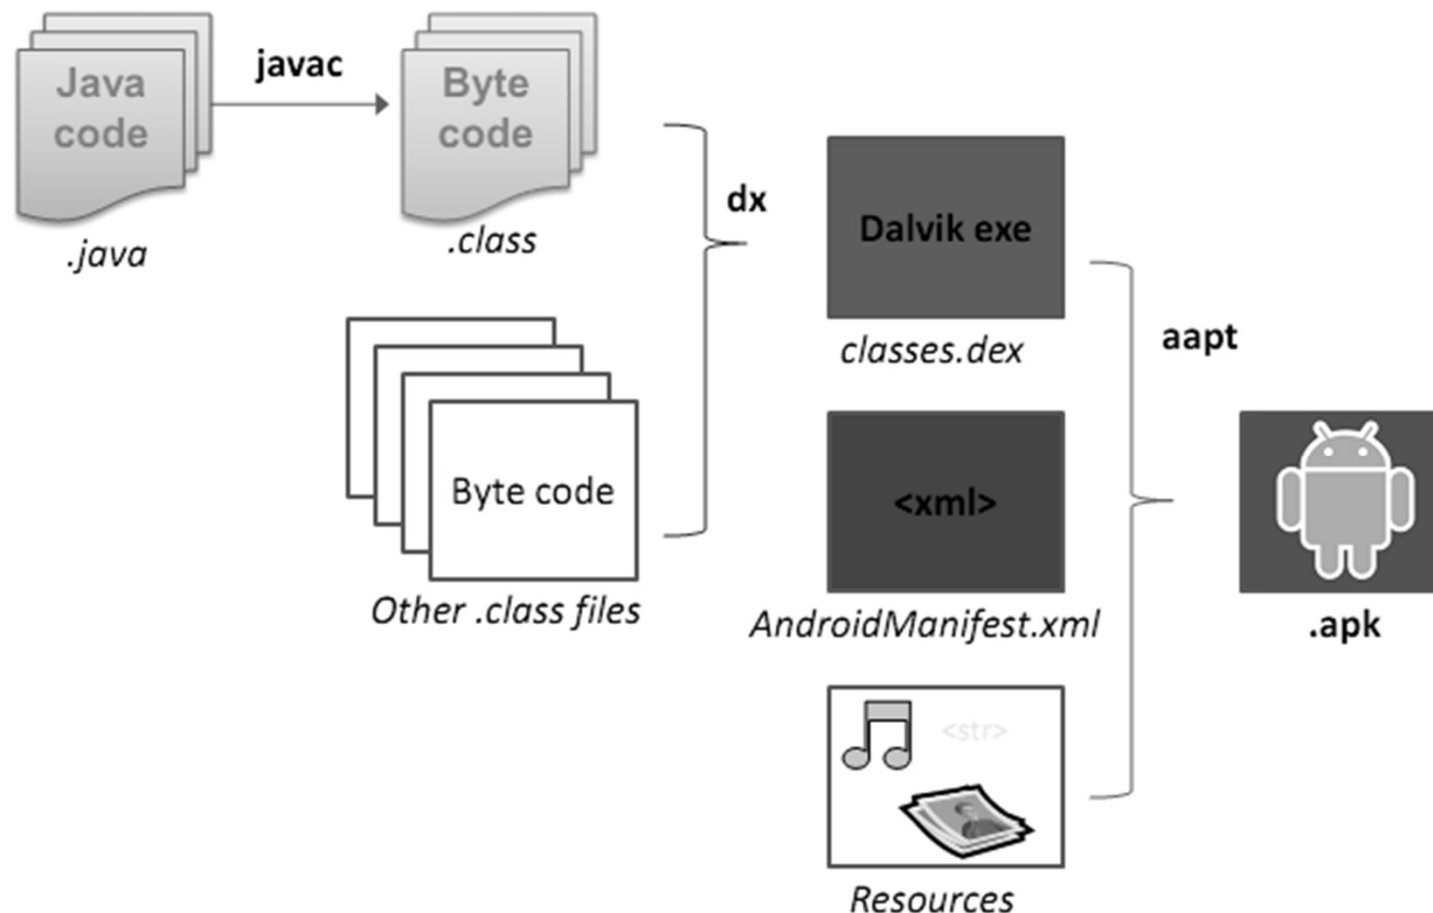 Java
code
.java
javac
Byte
code
.class
Byte code
Other .class files
dx
Dalvik exe
classes.dex
<xml>
AndroidManifest.xml
<str>
Resources
aapt
.apk